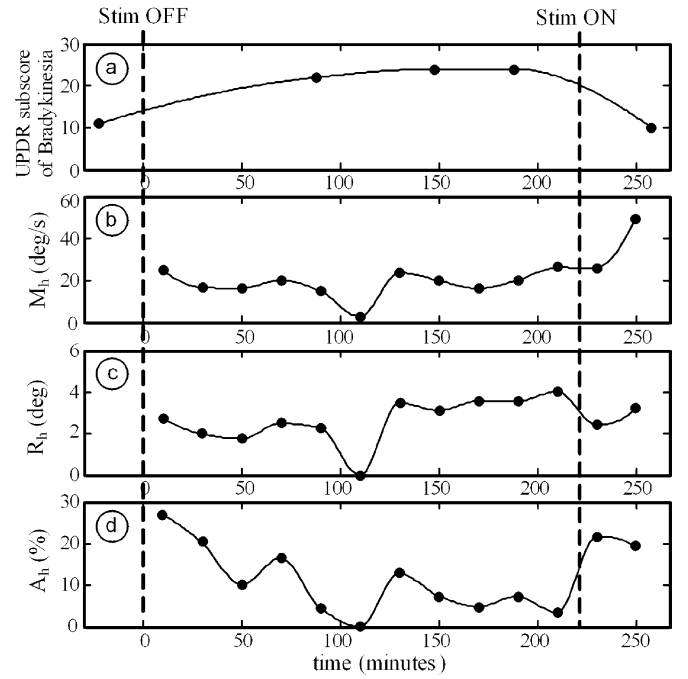 Stim OFF Stim ON
30
20
10
0
UPDR subscore
of Bradykinesia
a
0 50 100 150 200 250
60
40
20
0
Mh (deg/s)
b
0 50 100 150 200 250
6
4
2
0
Rh (deg)
c
0 50 100 150 200 250
30
20
10
0
Ah (%)
d
0 50 100 150 200 250
time (minutes)